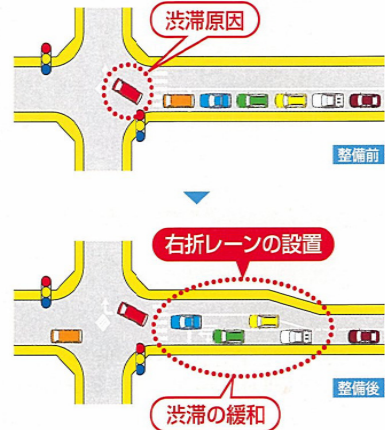 渋滞原因
整備前
右折レーンの設置
整備後
渋滞の緩和